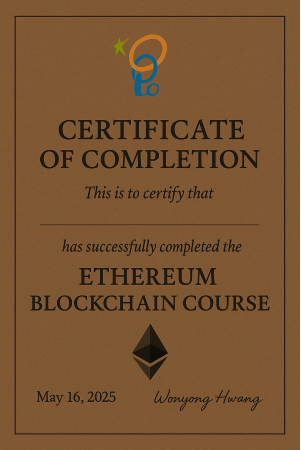 CERTIFICATE
OF COMPLETION
This is to certify that
has successfully completed the
ETHEREUM
BLOCKCHAIN COURSE
May 16, 2025
Wonyong Hwang